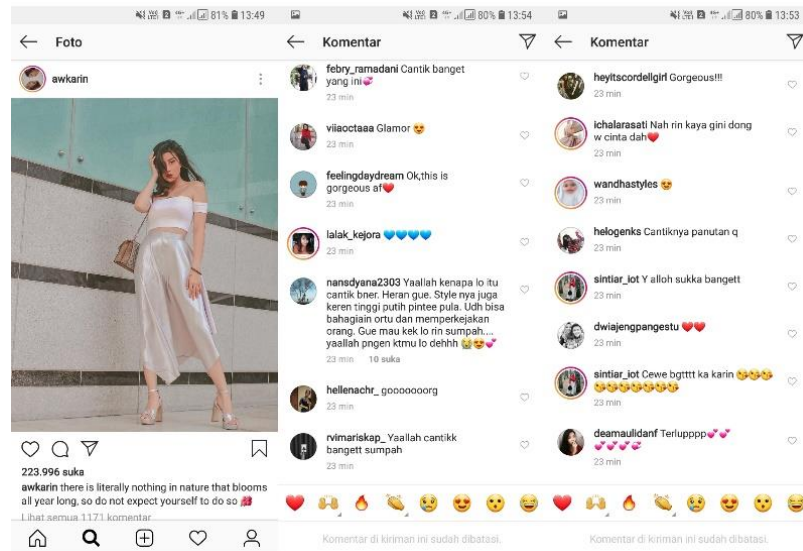 81% 13:49
Foto
awkarin
223.996 suka
awkarin there is literally nothing in nature that blooms
all year long, so do not expect yourself to do so
Lihat semua 1171 komentar
80% 13:54
Komentar
febry_ramadani Cantik banget
yang ini
23 min
viiaoctaaa Glamor
23 min
feelingdaydream Ok,this is
gorgeous af
23 min
lalak_kejora
23 min
nansdyana2303 Yaallah kenapa lo itu
cantik bner. Heran gue. Style nya juga
keren tinggi putih pintee pula. Udh bisa
bahagiain ortu dan memperkejakan
orang. Gue mau kek lo rin sumpah....
yaallah pngen ktmu lo dehhh
23 min 10 suka
hellenachr_ gooooooorg
23 min
rvimariskap_ Yaallah cantikk
bangett sumpah
23 min
Komentar di kiriman ini sudah dibatasi.
80% 13:53
Komentar
heyitscordellgirl Gorgeous!!!
23 min
ichalarasati Nah rin kaya gini dong
w cinta dah
23 min
wandhastyles
23 min
helogenks Cantiknya panutan q
23 min
sintiar_iot Y alloh sukka bangett
23 min
dwiajengpangestu
23 min
sintiar_iot Cewe bgtttt ka karin
23 min
deamaulidanf Terlupppp
23 min
Komentar di kiriman ini sudah dibatasi.